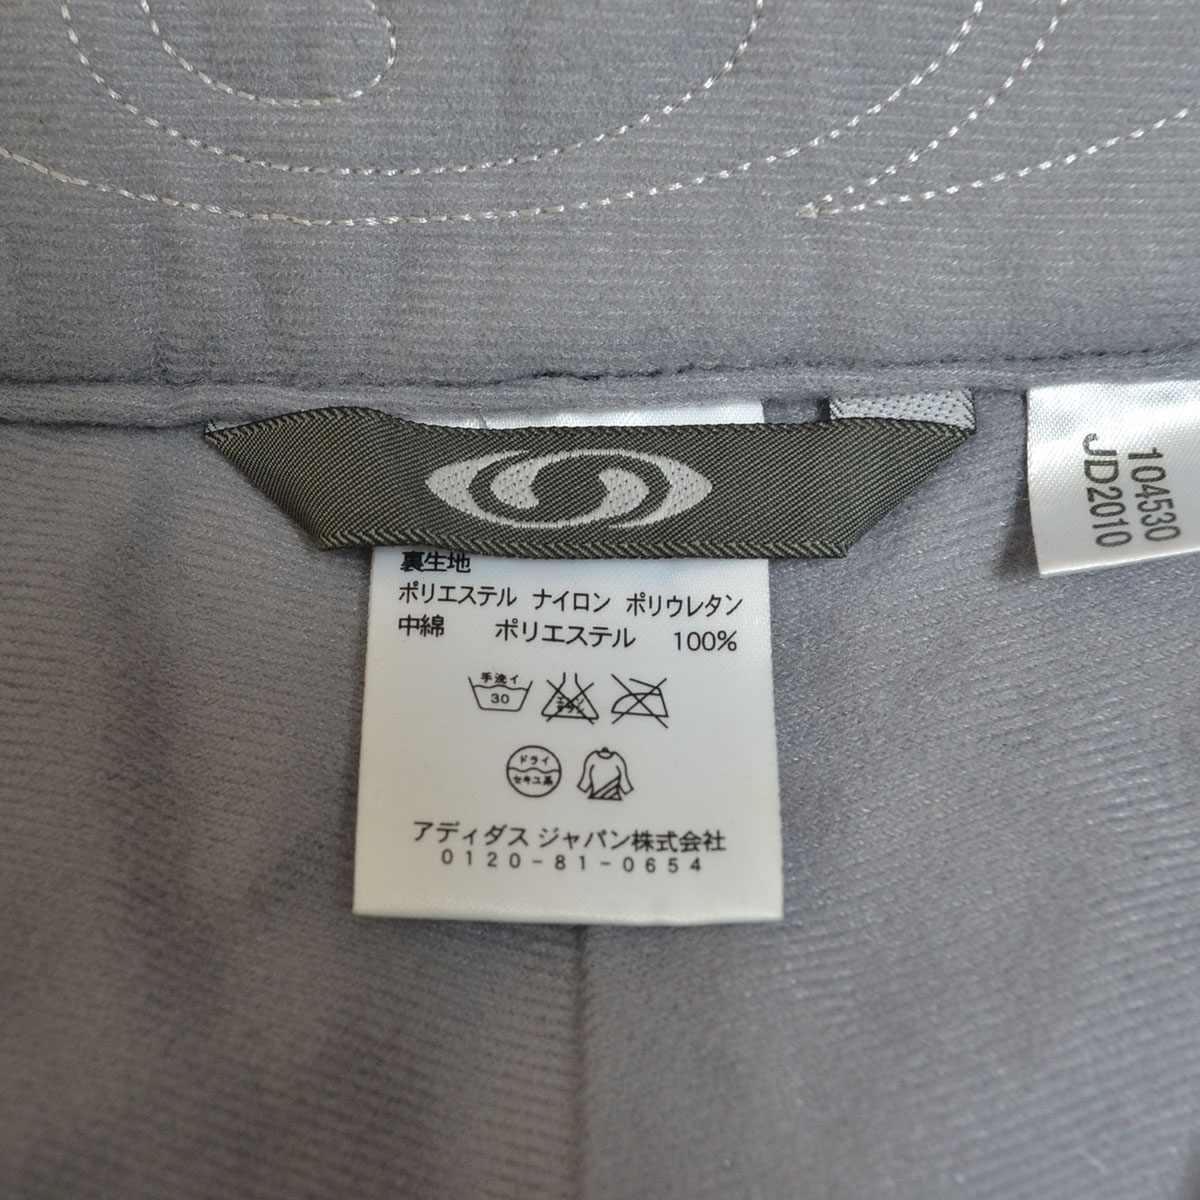 裏生地
ポリエステル ナイロン ポリウレタン
中綿 ポリエステル 100%
手洗イ
30
ドライ
セキユ系
アディダス ジャパン株式会社
0120-81-0654
104530
JD2010